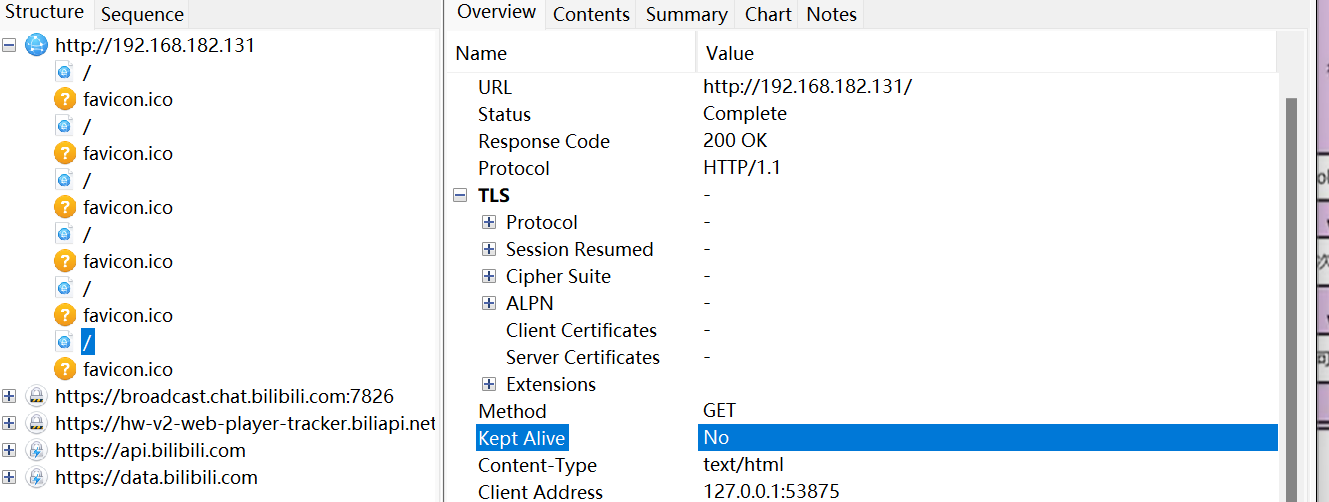 Structure Sequence
http://192.168.182.131
/
favicon.ico
/
favicon.ico
/
favicon.ico
/
favicon.ico
/
favicon.ico
/
favicon.ico
https://broadcast.chat.bilibili.com:7826
https://hw-v2-web-player-tracker.biliapi.net
https://api.bilibili.com
https://data.bilibili.com
Overview Contents Summary Chart Notes
Name Value
URL http://192.168.182.131/
Status Complete
Response Code 200 OK
Protocol HTTP/1.1
TLS -
Protocol -
Session Resumed -
Cipher Suite -
ALPN -
Client Certificates -
Server Certificates -
Extensions
Method GET
Kept Alive No
Content-Type text/html
Client Address 127.0.0.1:53875